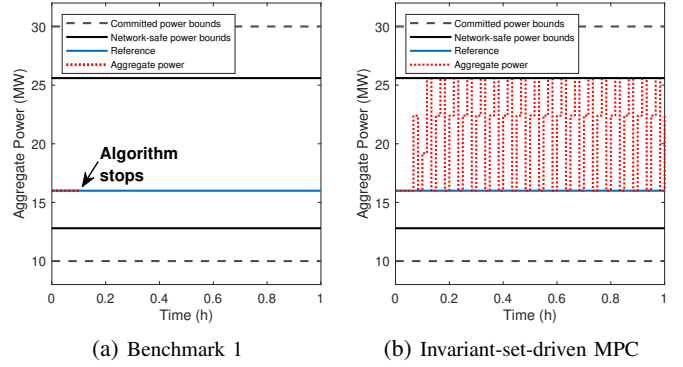 Aggregate Power (MW)
30
25
20
15
10
Committed power bounds
Network-safe power bounds
Reference
Aggregate power
Algorithm
stops
0 0.2 0.4 0.6 0.8 1
Time (h)
(a) Benchmark 1
Aggregate Power (MW)
30
25
20
15
10
Committed power bounds
Network-safe power bounds
Reference
Aggregate power
0 0.2 0.4 0.6 0.8 1
Time (h)
(b) Invariant-set-driven MPC